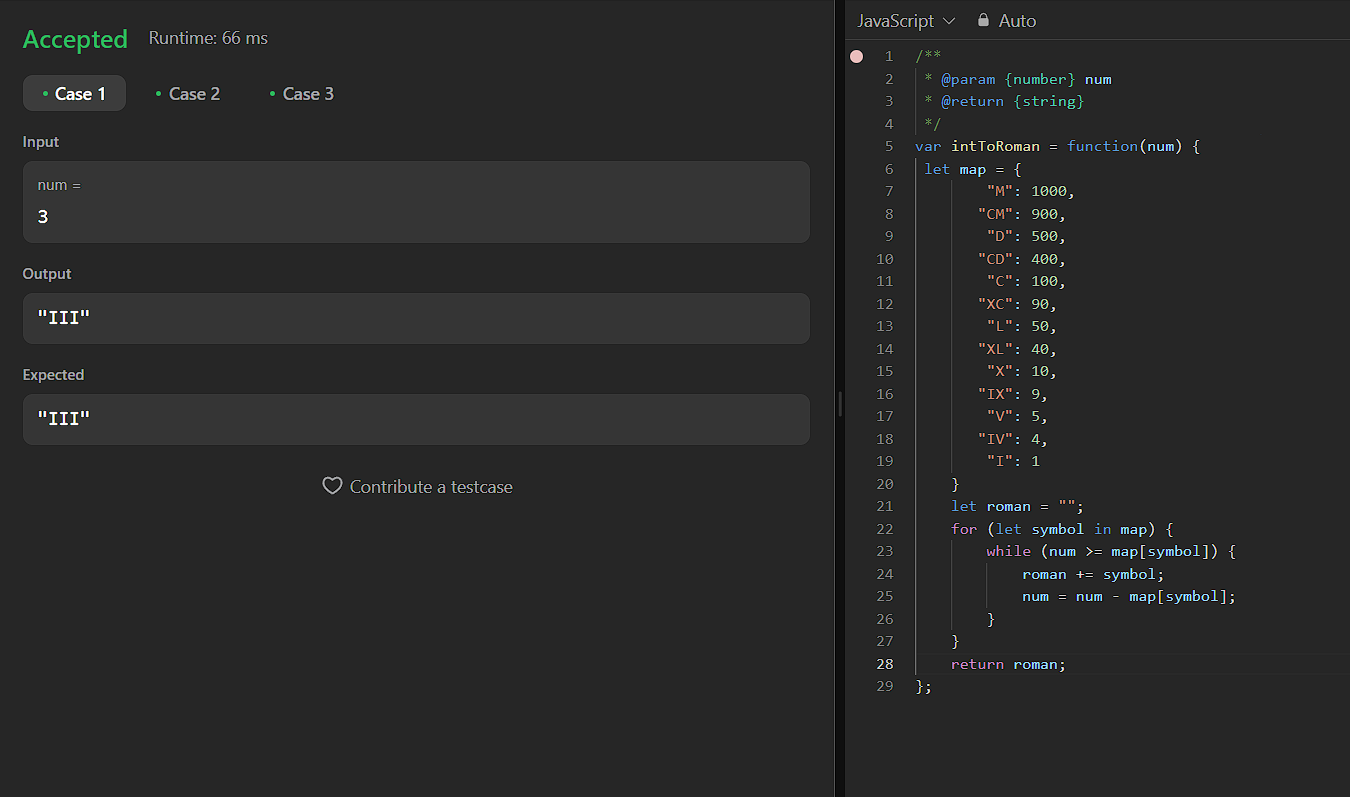 Accepted Runtime: 66 ms
Case 1 Case 2 Case 3
Input
num =
3
Output
"III"
Expected
"III"
Contribute a testcase
JavaScript Auto
1 /**
2 * @param {number} num
3 * @return {string}
4 */
5 var intToRoman = function(num) {
6 let map = {
7 "M": 1000,
8 "CM": 900,
9 "D": 500,
10 "CD": 400,
11 "C": 100,
12 "XC": 90,
13 "L": 50,
14 "XL": 40,
15 "X": 10,
16 "IX": 9,
17 "V": 5,
18 "IV": 4,
19 "I": 1
20 }
21 let roman = "";
22 for (let symbol in map) {
23 while (num >= map[symbol]) {
24 roman += symbol;
25 num = num - map[symbol];
26 }
27 }
28 return roman;
29 };